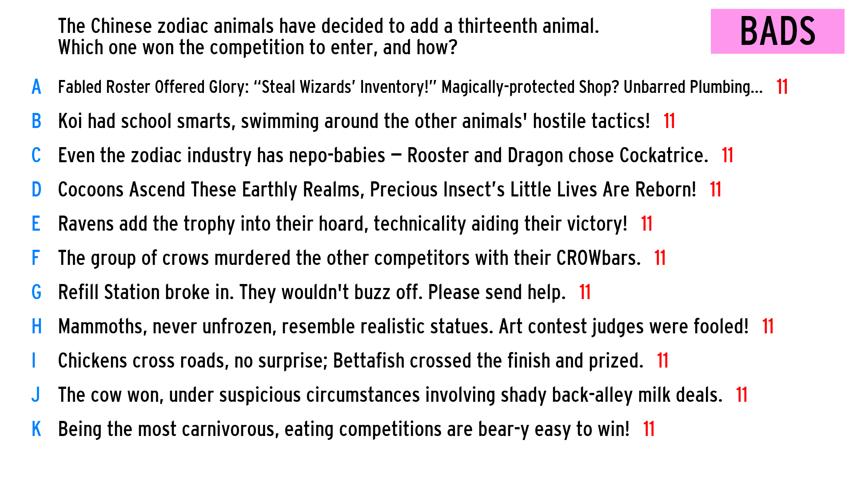 The Chinese zodiac animals have decided to add a thirteenth animal.
Which one won the competition to enter, and how?
BADS
A Fabled Roster Offered Glory: “Steal Wizards’ Inventory!” Magically-protected Shop? Unbarred Plumbing... 11
B Koi had school smarts, swimming around the other animals' hostile tactics! 11
C Even the zodiac industry has nepo-babies – Rooster and Dragon chose Cockatrice. 11
D Cocoons Ascend These Earthly Realms, Precious Insect’s Little Lives Are Reborn! 11
E Ravens add the trophy into their hoard, technicality aiding their victory! 11
F The group of crows murdered the other competitors with their CROWbars. 11
G Refill Station broke in. They wouldn't buzz off. Please send help. 11
H Mammoths, never unfrozen, resemble realistic statues. Art contest judges were fooled! 11
I Chickens cross roads, no surprise; Bettafish crossed the finish and prized. 11
J The cow won, under suspicious circumstances involving shady back-alley milk deals. 11
K Being the most carnivorous, eating competitions are bear-y easy to win! 11